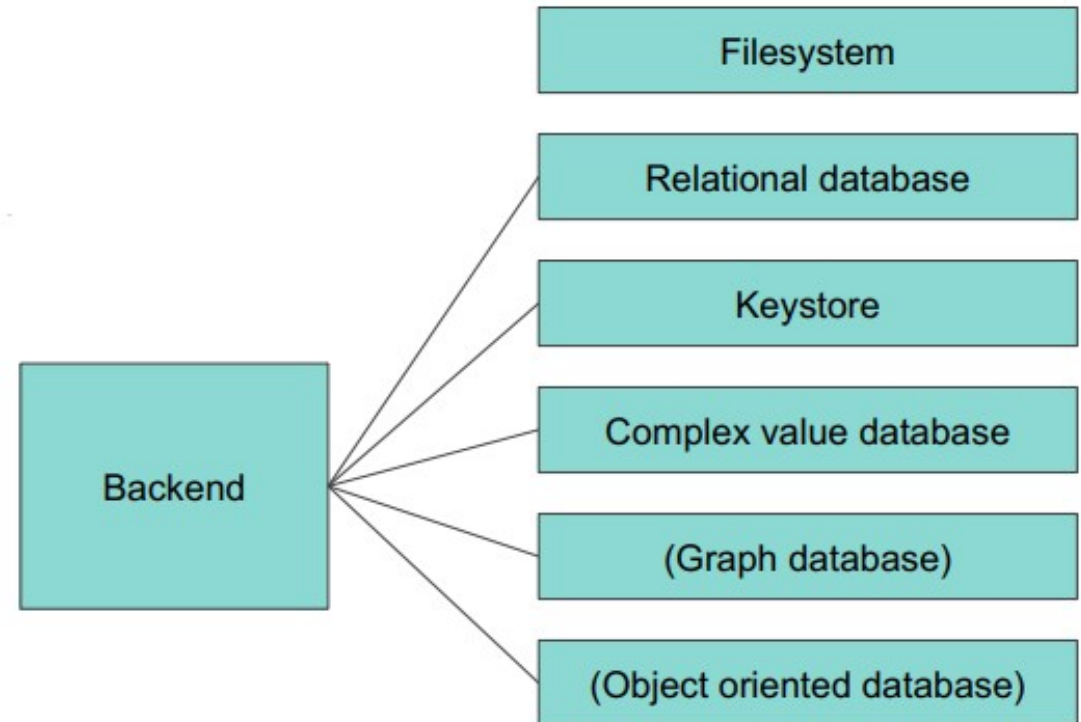 Filesystem
Relational database
Keystore
Complex value database
Backend
(Graph database)
(Object oriented database)